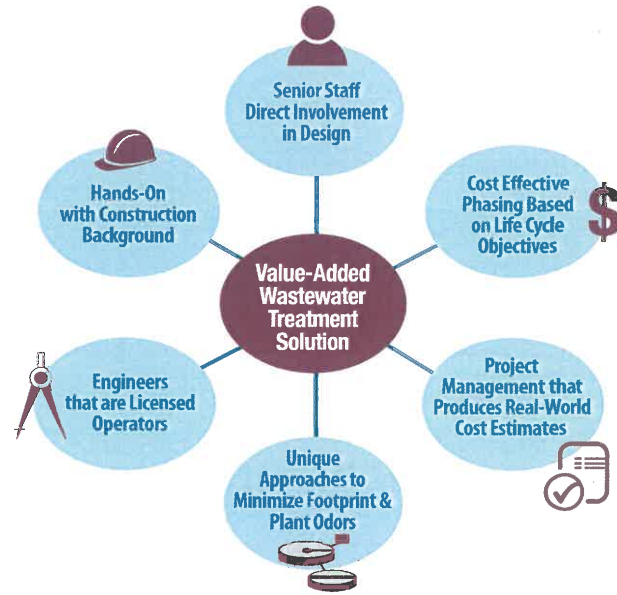 Senior Staff
Direct Involvement
in Design
Cost Effective
Phasing Based
on Life Cycle
Objectives
$
Project
Management that
Produces Real-World
Cost Estimates
Unique
Approaches to
Minimize Footprint &
Plant Odors
Engineers
that are Licensed
Operators
Hands-On
with Construction
Background
Value-Added
Wastewater
Treatment
Solution